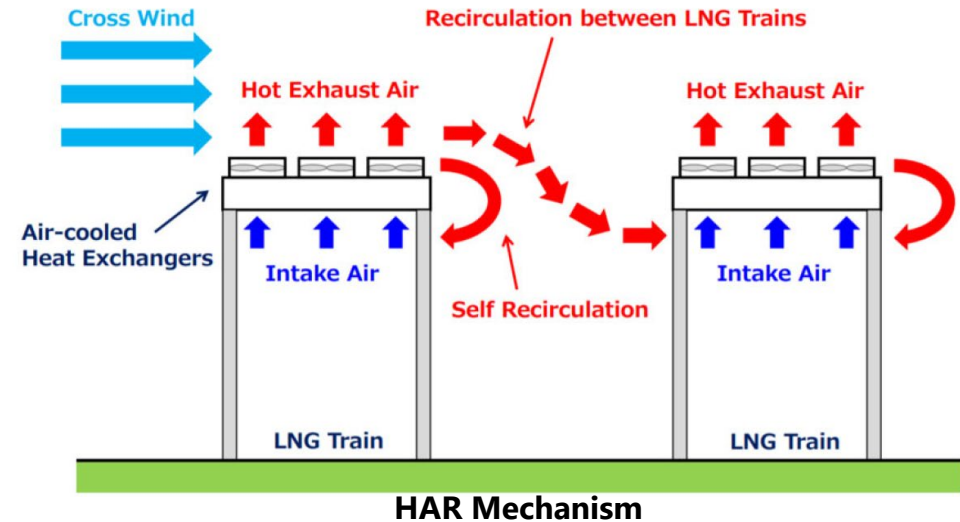 Cross Wind
Recirculation between LNG Trains
Hot Exhaust Air
Hot Exhaust Air
Air-cooled
Heat Exchangers
Intake Air
Intake Air
Self Recirculation
LNG Train
LNG Train
HAR Mechanism